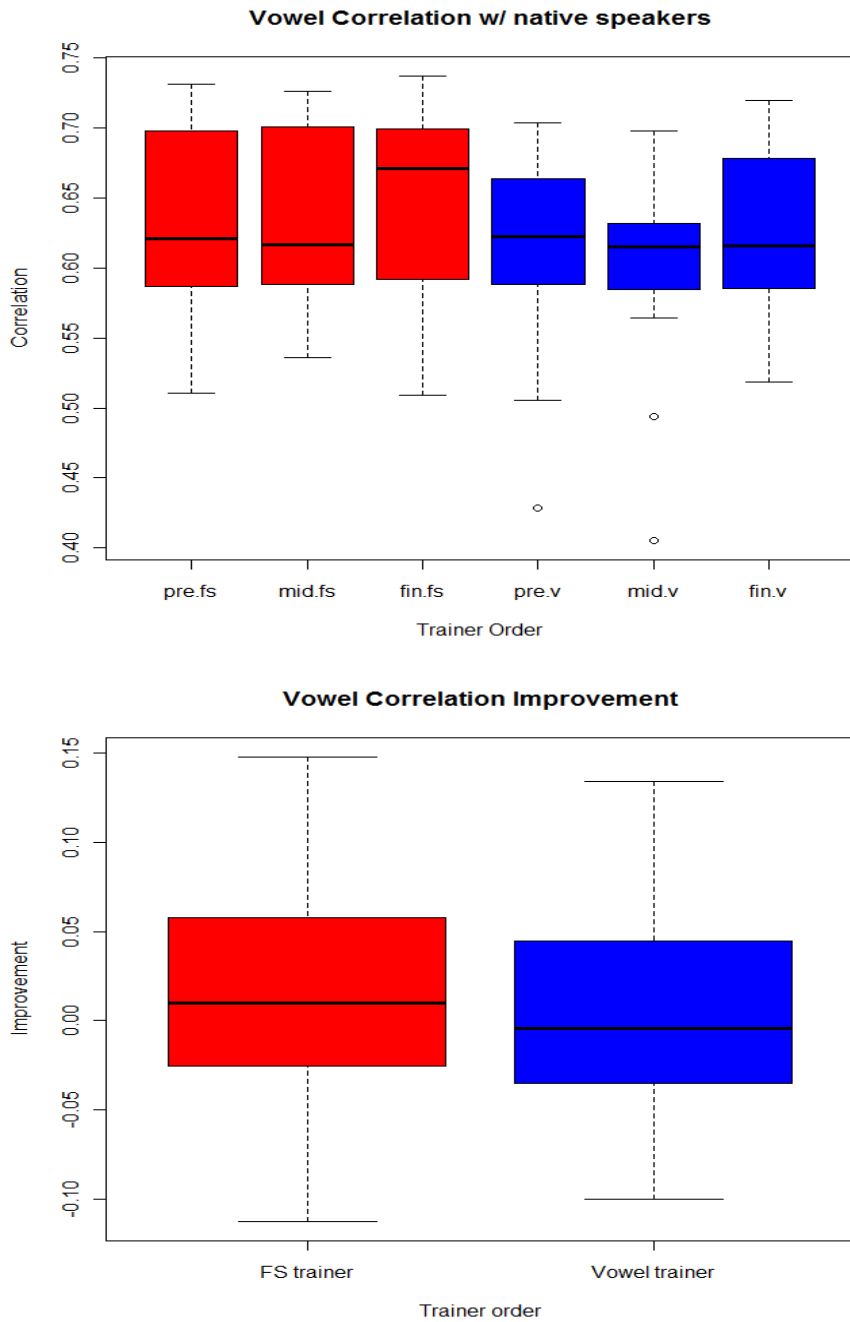 Vowel Correlation w/ native speakers
Correlation
0.75
0.70
0.65
0.60
0.55
0.50
0.45
0.40
pre.fs mid.fs fin.fs pre.v mid.v fin.v
Trainer Order
Vowel Correlation Improvement
Improvement
0.15
0.10
0.05
0.00
-0.05
-0.10
FS trainer Vowel trainer
Trainer order